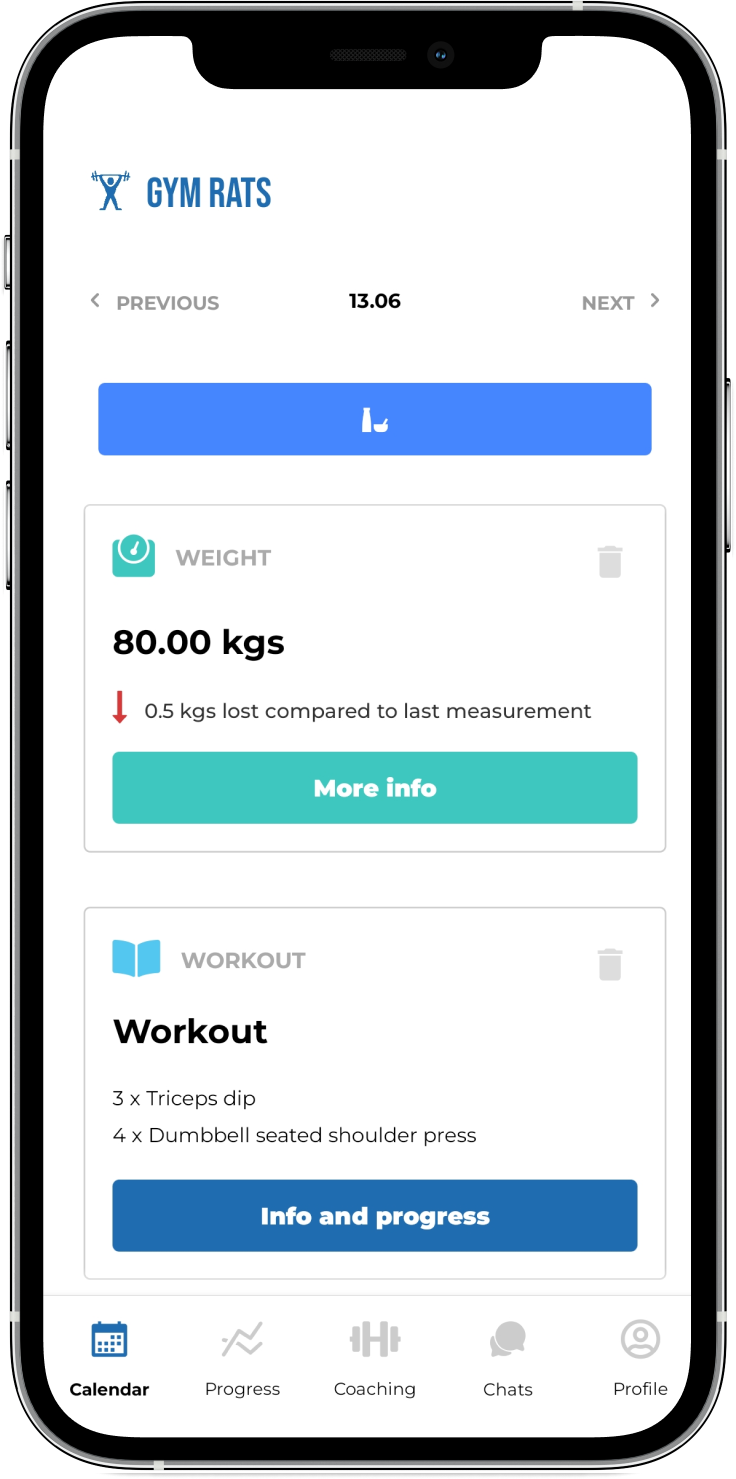 GYM RATS
PREVIOUS 13.06 NEXT
WEIGHT
80.00 kgs
0.5 kgs lost compared to last measurement
More info
WORKOUT
Workout
3 x Triceps dip
4 x Dumbbell seated shoulder press
Info and progress
Calendar Progress Coaching Chats Profile